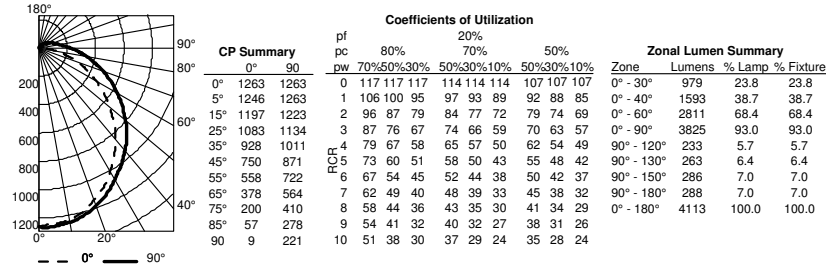 180°
90°
80°
200
400
600
60°
800
1000
40°
1200
0° 20°
0° 90°
CP Summary
0° 90
0° 1263 1263
5° 1246 1263
15° 1197 1223
25° 1083 1134
35° 928 1011
45° 750 871
55° 558 722
65° 378 564
75° 200 410
85° 57 278
90 9 221
Coefficients of Utilization
pf 20%
pc 80% 70% 50%
pw 70%50%30% 50%30%10% 50%30%10%
RCR
0 117 117 117 114 114 114 107 107 107
1 106 100 95 97 93 89 92 88 85
2 96 87 79 84 77 72 79 74 69
3 87 76 67 74 66 59 70 63 57
4 79 67 58 65 57 50 62 54 49
5 73 60 51 58 50 43 55 48 42
6 67 54 45 52 44 38 50 42 37
7 62 49 40 48 39 33 45 38 32
8 58 44 36 43 35 30 41 34 29
9 54 41 32 40 32 27 38 31 26
10 51 38 30 37 29 24 35 28 24
Zonal Lumen Summary
Zone Lumens % Lamp % Fixture
0° - 30° 979 23.8 23.8
0° - 40° 1593 38.7 38.7
0° - 60° 2811 68.4 68.4
0° - 90° 3825 93.0 93.0
90° - 120° 233 5.7 5.7
90° - 130° 263 6.4 6.4
90° - 150° 286 7.0 7.0
90° - 180° 288 7.0 7.0
0° - 180° 4113 100.0 100.0